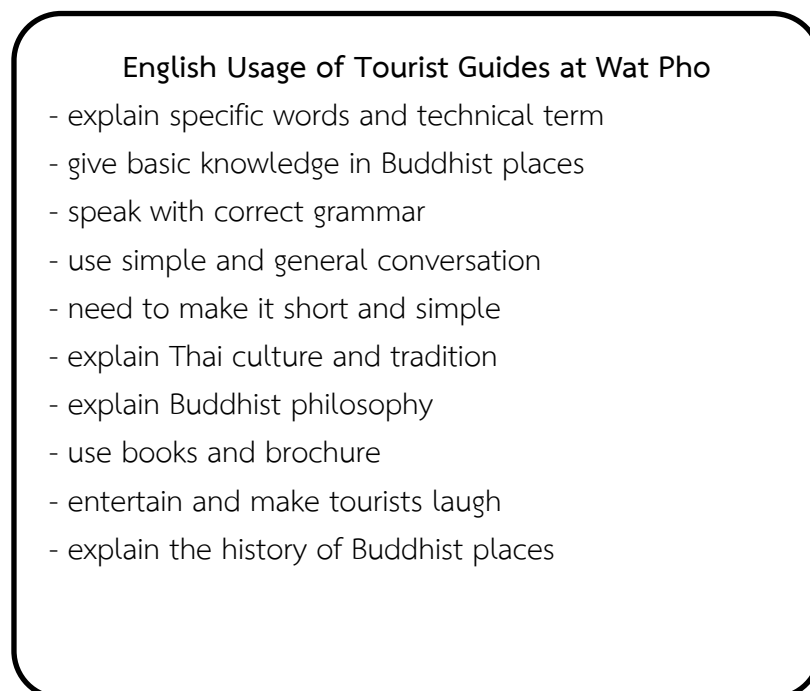 English Usage of Tourist Guides at Wat Pho
- explain specific words and technical term
- give basic knowledge in Buddhist places
- speak with correct grammar
- use simple and general conversation
- need to make it short and simple
- explain Thai culture and tradition
- explain Buddhist philosophy
- use books and brochure
- entertain and make tourists laugh
- explain the history of Buddhist places